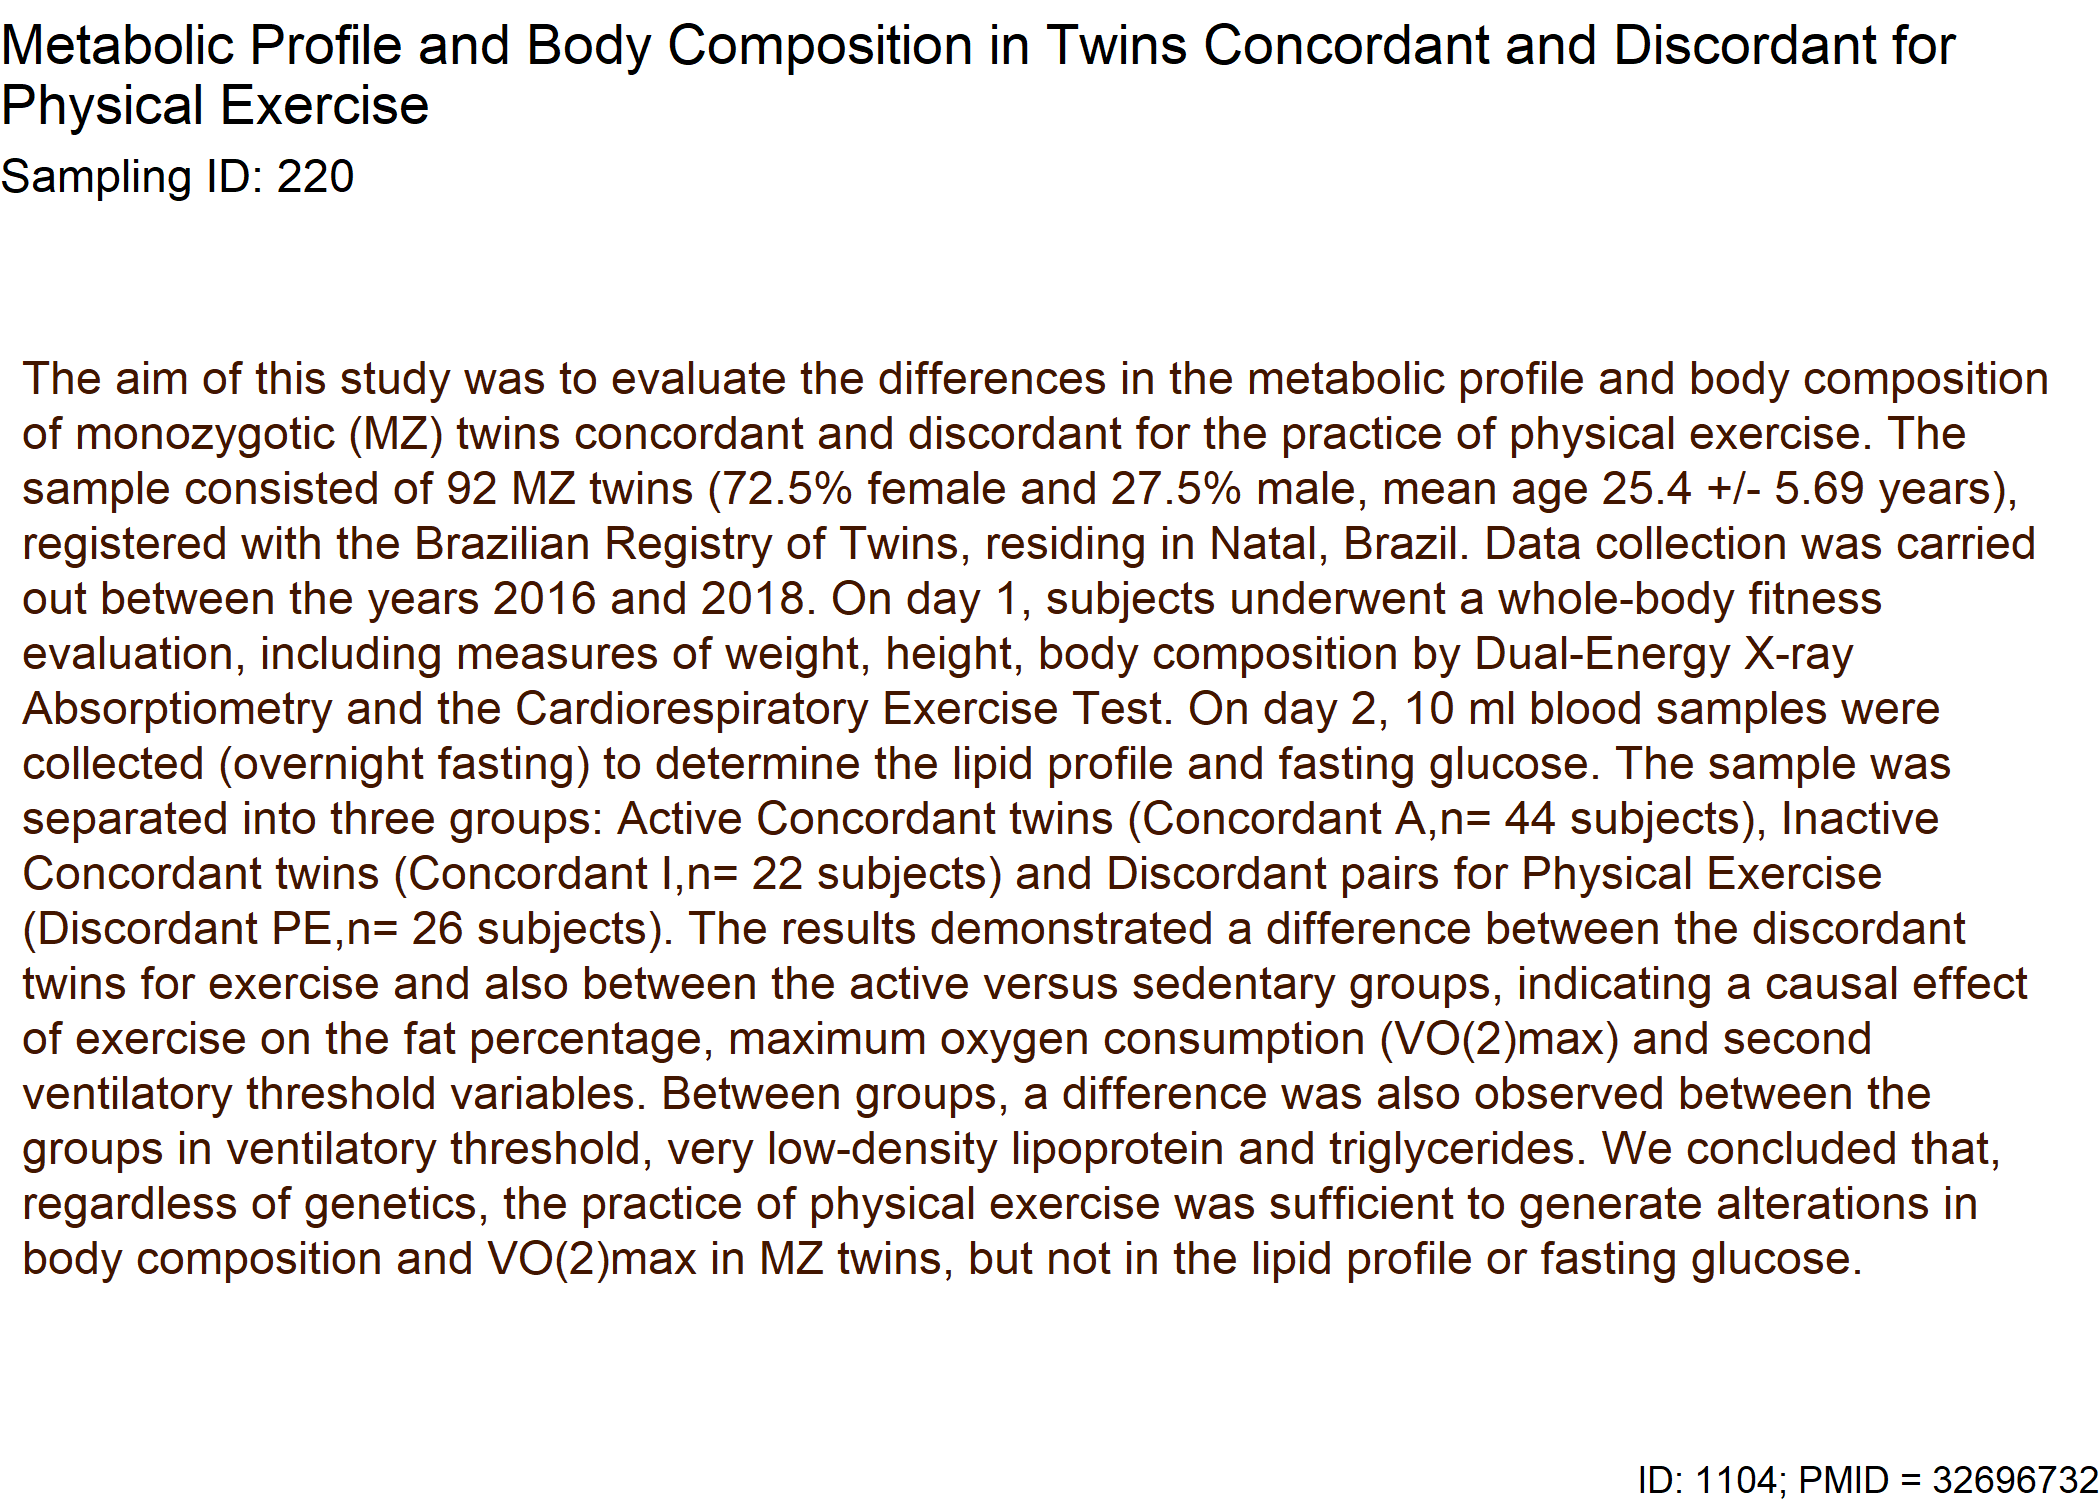 Metabolic Profile and Body Composition in Twins Concordant and Discordant for
Physical Exercise
Sampling ID: 220
The aim of this study was to evaluate the differences in the metabolic profile and body composition
of monozygotic (MZ) twins concordant and discordant for the practice of physical exercise. The
sample consisted of 92 MZ twins (72.5% female and 27.5% male, mean age 25.4 +/- 5.69 years),
registered with the Brazilian Registry of Twins, residing in Natal, Brazil. Data collection was carried
out between the years 2016 and 2018. On day 1, subjects underwent a whole-body fitness
evaluation, including measures of weight, height, body composition by Dual-Energy X-ray
Absorptiometry and the Cardiorespiratory Exercise Test. On day 2, 10 ml blood samples were
collected (overnight fasting) to determine the lipid profile and fasting glucose. The sample was
separated into three groups: Active Concordant twins (Concordant A,n= 44 subjects), Inactive
Concordant twins (Concordant I,n= 22 subjects) and Discordant pairs for Physical Exercise
(Discordant PE,n= 26 subjects). The results demonstrated a difference between the discordant
twins for exercise and also between the active versus sedentary groups, indicating a causal effect
of exercise on the fat percentage, maximum oxygen consumption (VO(2)max) and second
ventilatory threshold variables. Between groups, a difference was also observed between the
groups in ventilatory threshold, very low-density lipoprotein and triglycerides. We concluded that,
regardless of genetics, the practice of physical exercise was sufficient to generate alterations in
body composition and VO(2)max in MZ twins, but not in the lipid profile or fasting glucose.
ID: 1104; PMID = 32696732